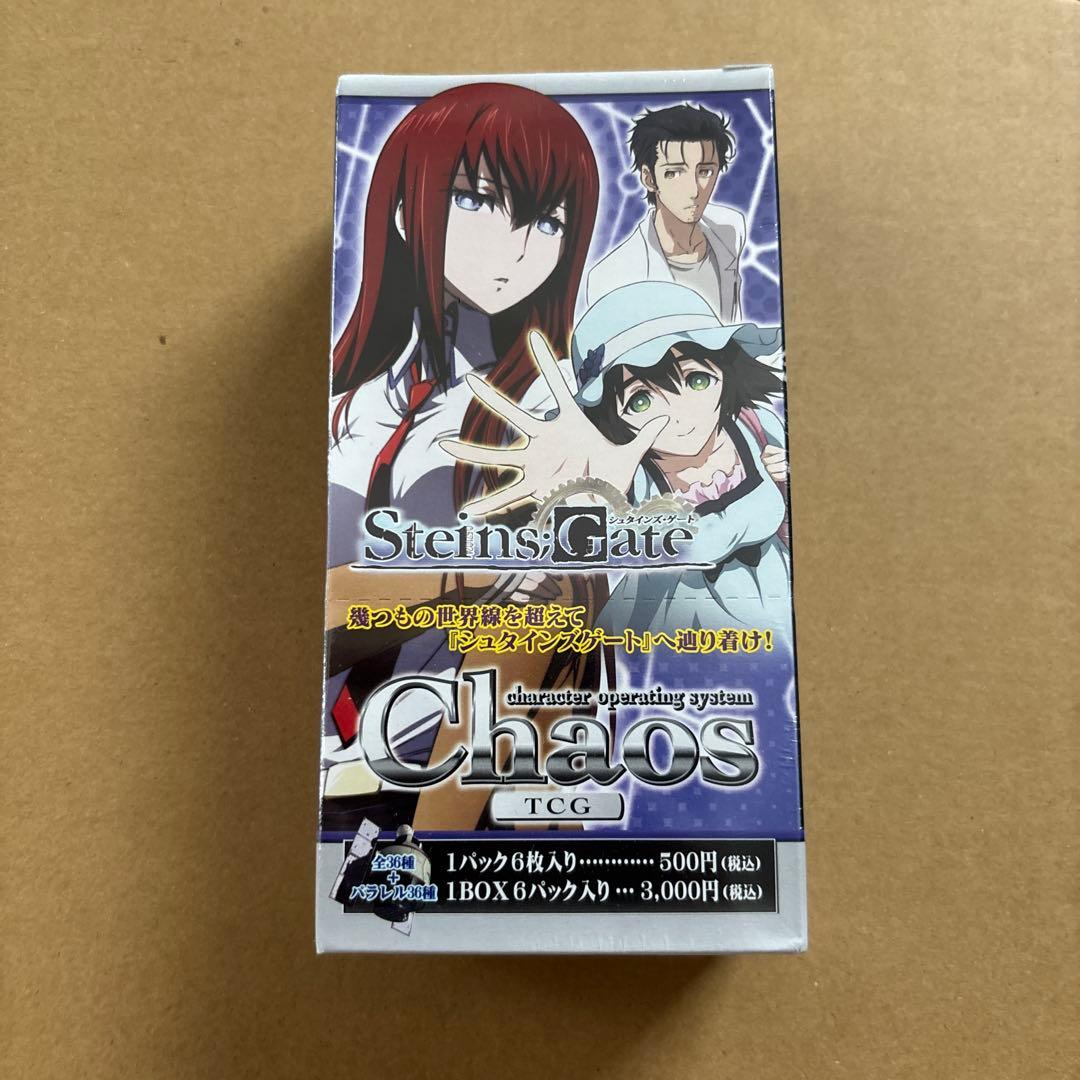 シュタインズ・ゲート
Steins;Gate
幾つもの世界線を超えて
『シュタインズゲート』へ辿り着け!
character operating system
Chaos
TCG
全36種
+
パラレル36種
1パック6枚入り………… 500円(税込)
1BOX 6パック入り … 3,000円(税込)